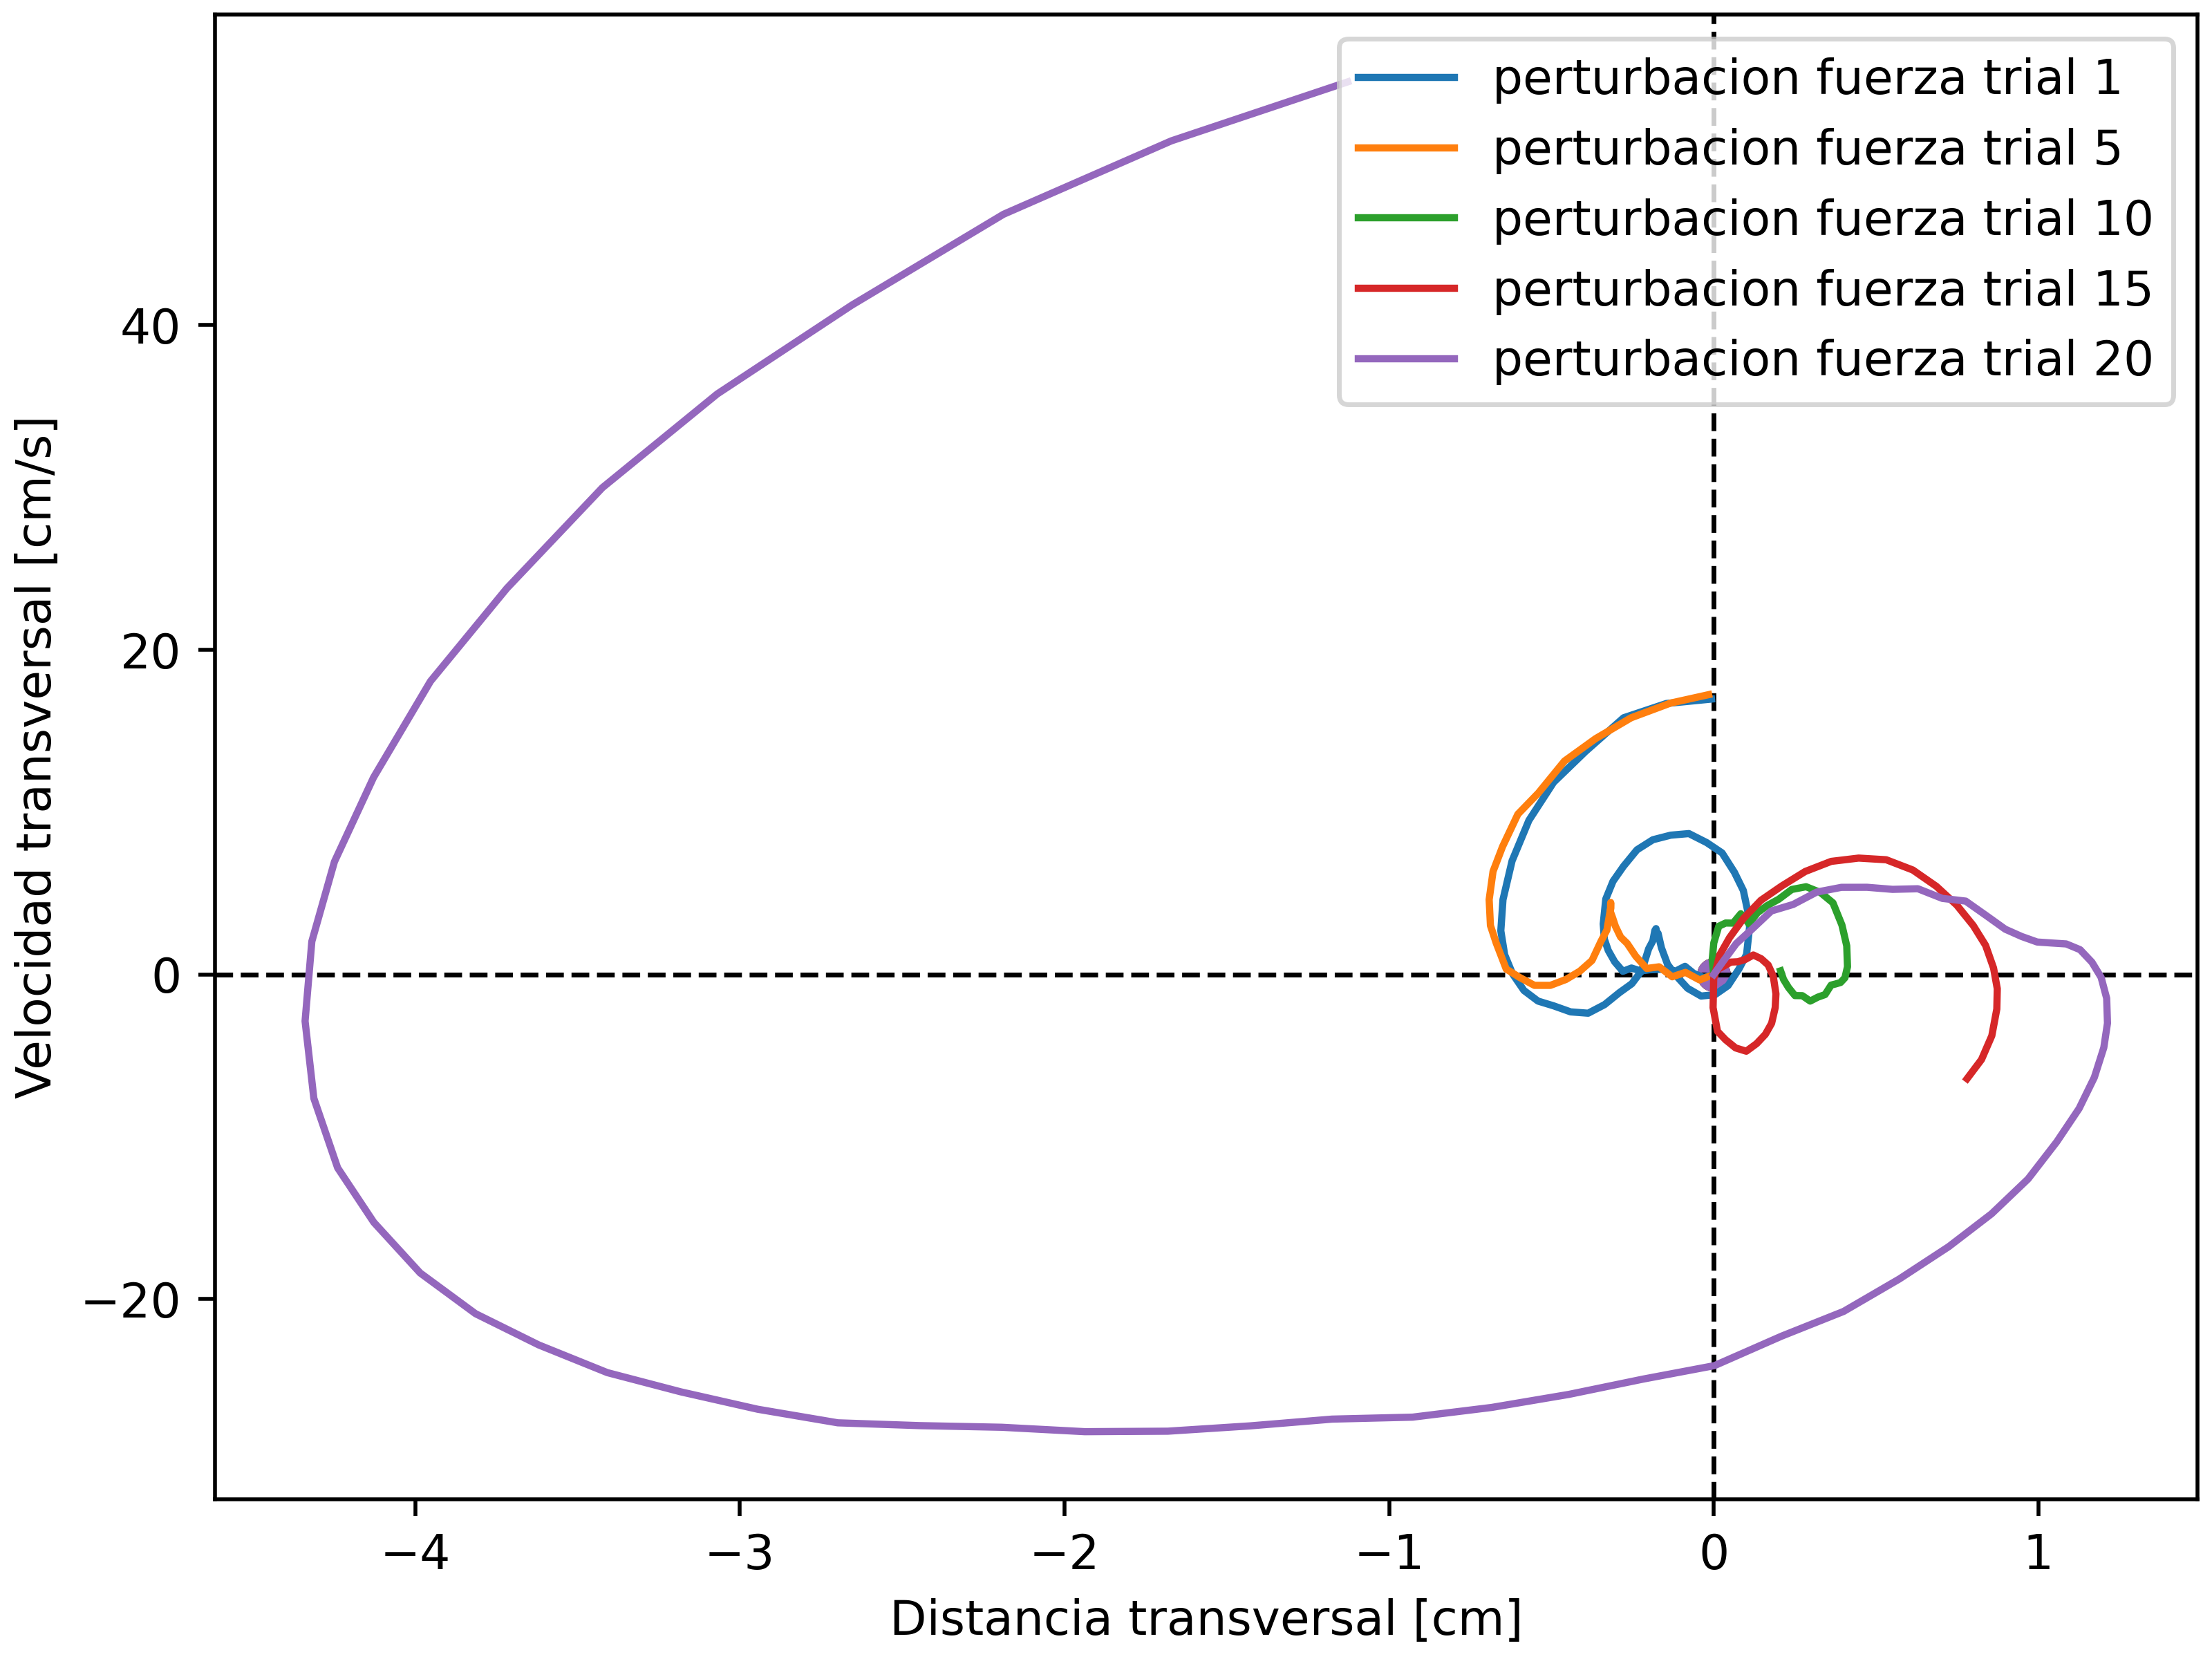 perturbacion fuerza trial 1
perturbacion fuerza trial 5
perturbacion fuerza trial 10
perturbacion fuerza trial 15
perturbacion fuerza trial 20
Velocidad transversal [cm/s]
40
20
0
−20
−4 −3 −2 −1 0 1
Distancia transversal [cm]